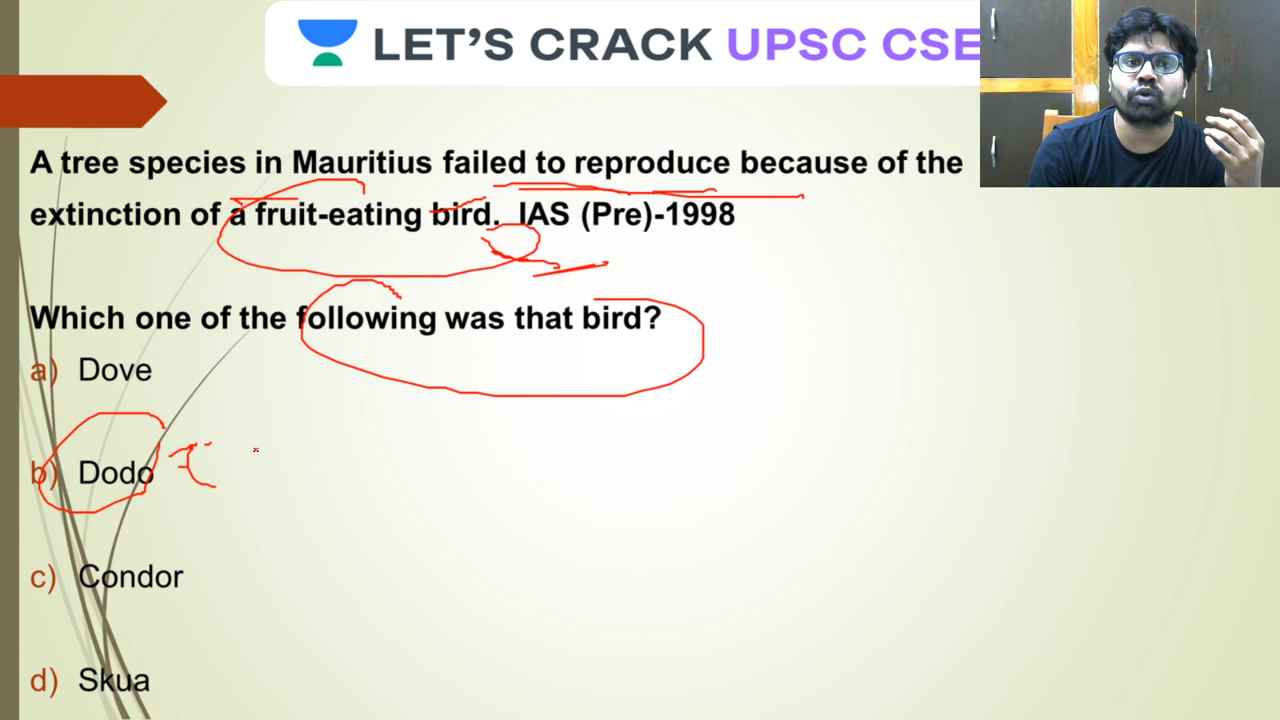 LET'S CRACK UPSC CSE
A tree species in Mauritius failed to reproduce because of the
extinction of a fruit-eating bird. IAS (Pre)-1998
Which one of the following was that bird?
a) Dove
b) Dodo
c) Condor
d) Skua